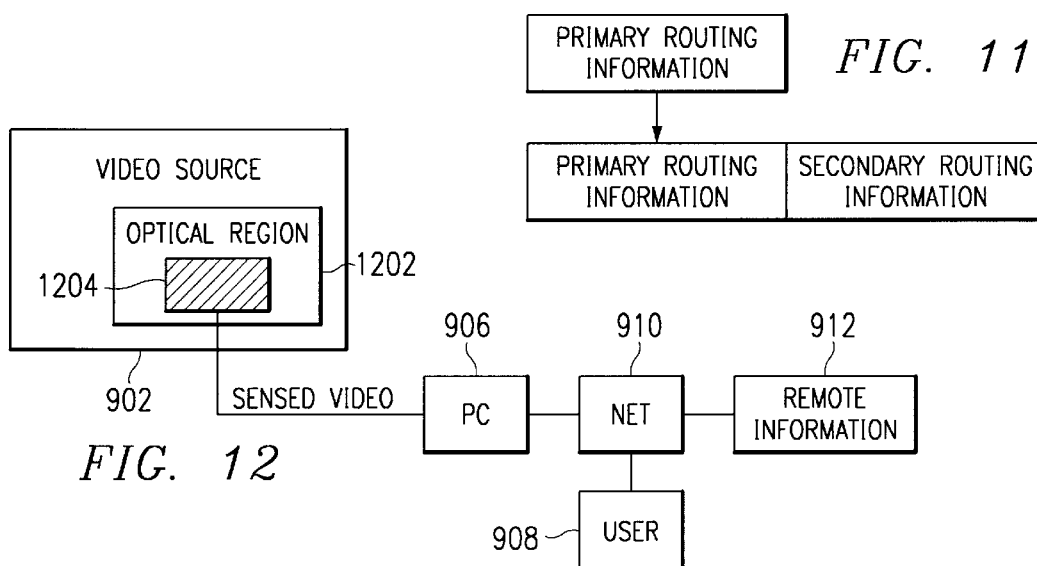 PRIMARY ROUTING
INFORMATION
FIG. 11
PRIMARY ROUTING
INFORMATION
SECONDARY ROUTING
INFORMATION
VIDEO SOURCE
OPTICAL REGION
1204
1202
902
SENSED VIDEO
906
PC
910
NET
912
REMOTE
INFORMATION
908
USER
FIG. 12